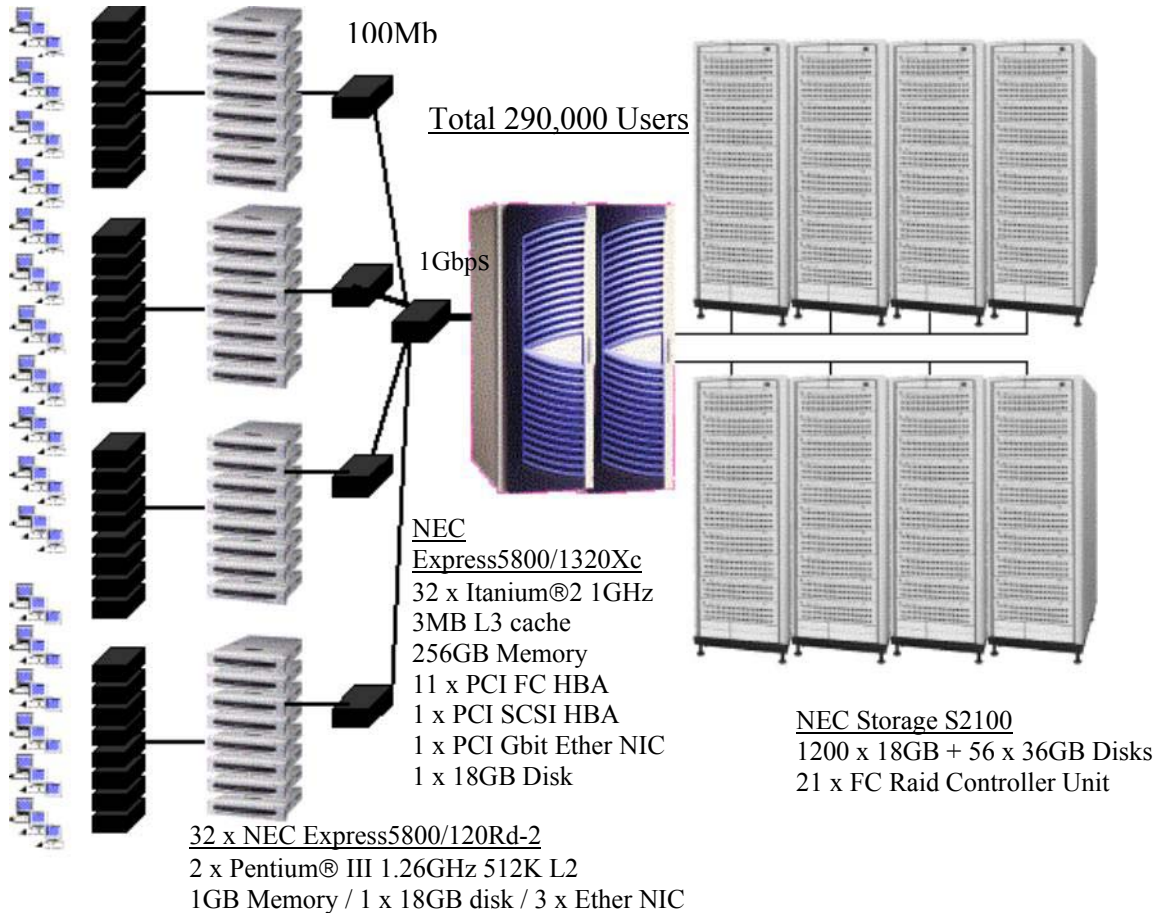 100Mb
Total 290,000 Users
1Gbps
NEC
Express5800/1320Xc
32 x Itanium®2 1GHz
3MB L3 cache
256GB Memory
11 x PCI FC HBA
1 x PCI SCSI HBA
1 x PCI Gbit Ether NIC
1 x 18GB Disk
NEC Storage S2100
1200 x 18GB + 56 x 36GB Disks
21 x FC Raid Controller Unit
32 x NEC Express5800/120Rd-2
2 x Pentium® III 1.26GHz 512K L2
1GB Memory / 1 x 18GB disk / 3 x Ether NIC